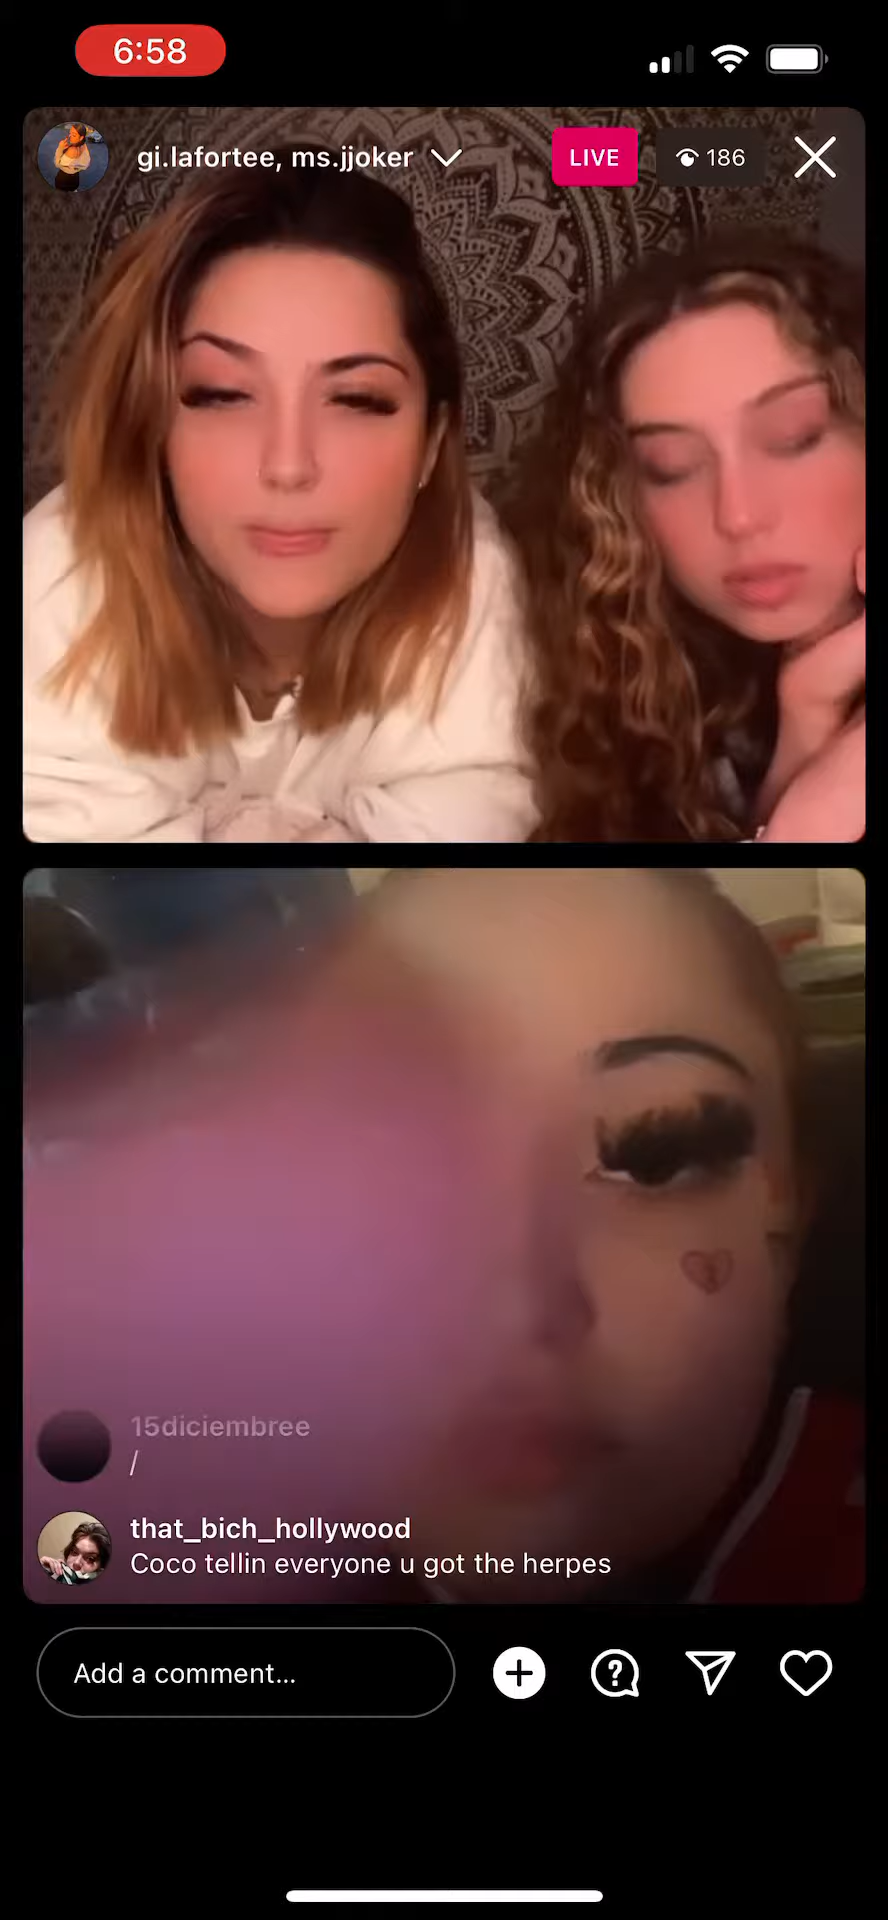 6:58
gi.lafortee, ms.jjoker
LIVE
186
15diciembree
/
that_bich_hollywood
Coco tellin everyone u got the herpes
Add a comment...